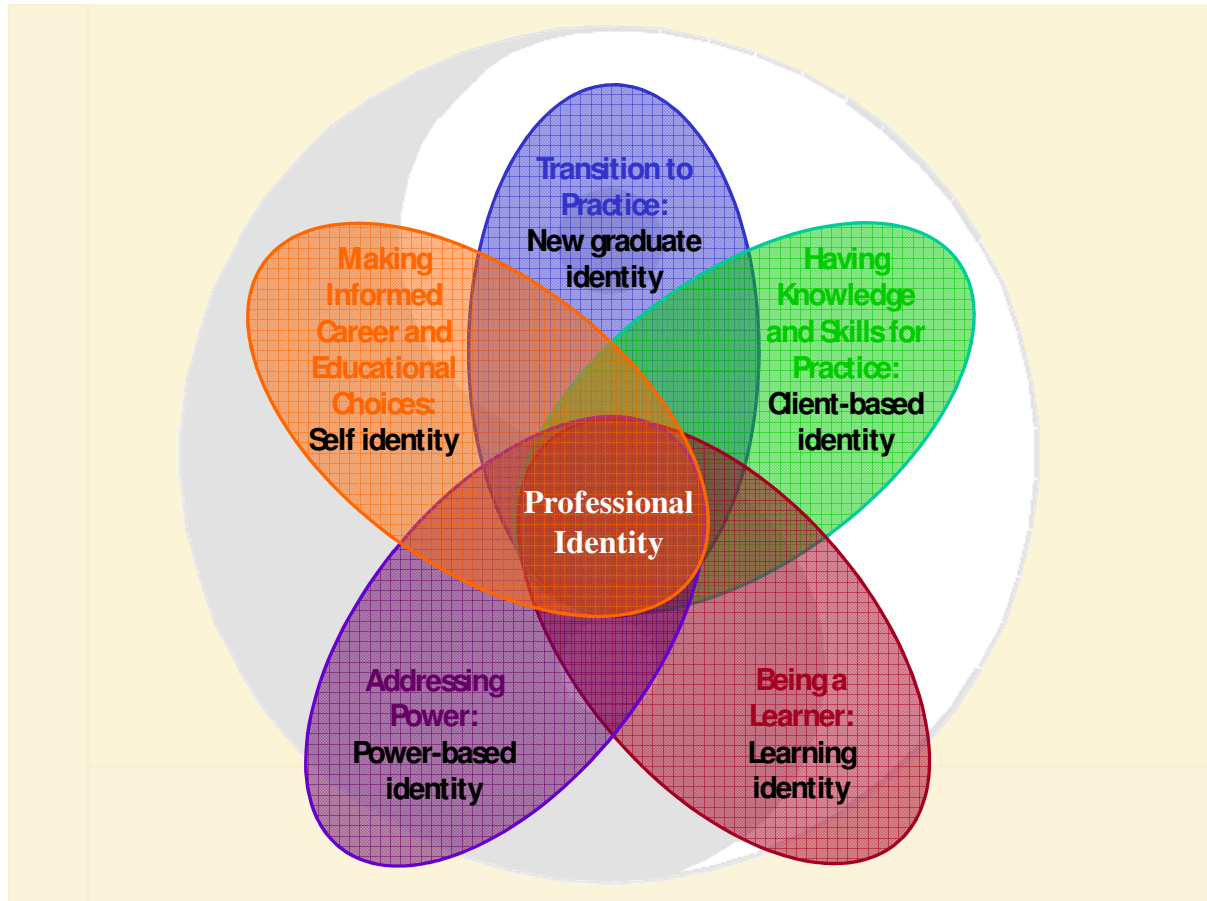 Transition to
Practice:
New graduate
identity
Making
Informed
Career and
Educational
Choices:
Self identity
Having
Knowledge
and Skills for
Practice:
Client-based
identity
Professional
Identity
Addressing
Power:
Power-based
identity
Being a
Learner:
Learning
identity